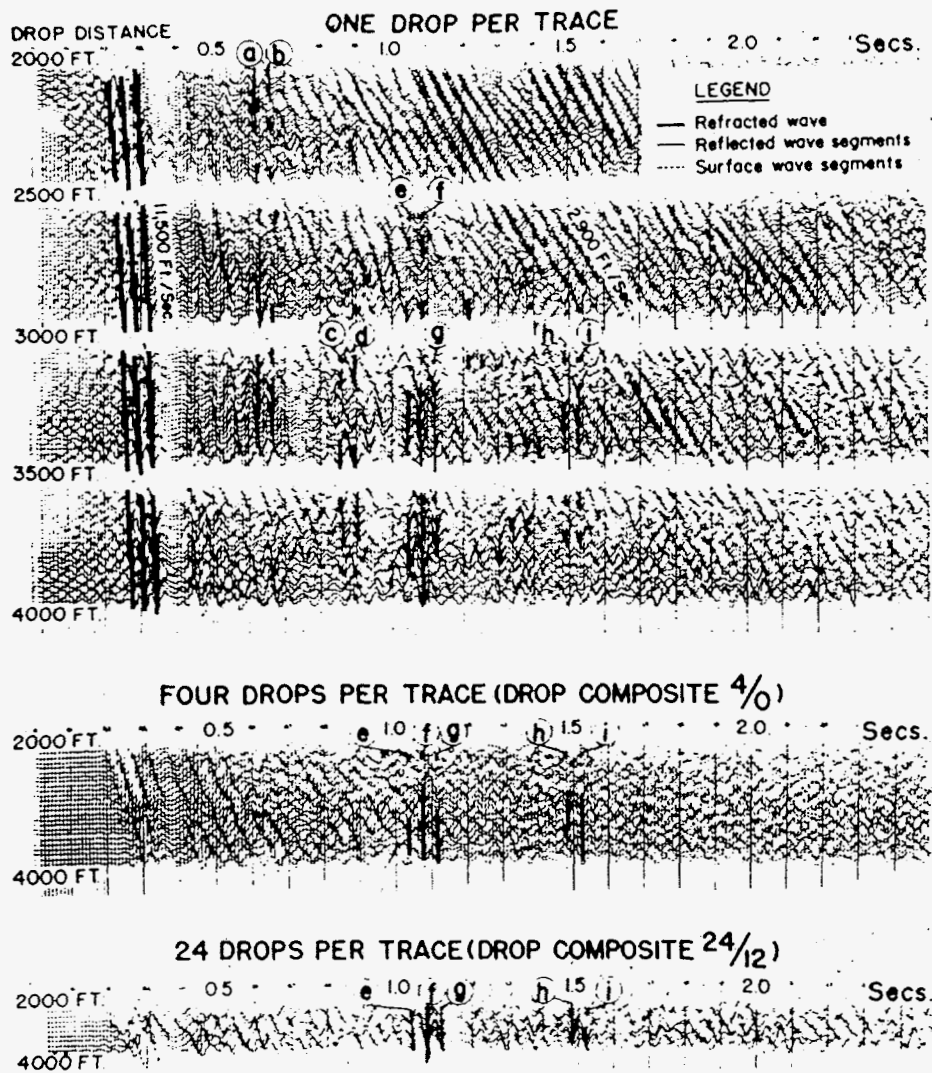 ONE DROP PER TRACE
DROP DISTANCE
0.5 a b 1.0 1.5 2.0 Secs.
2000 FT.
LEGEND
Refracted wave
Reflected wave segments
Surface wave segments
2500 FT.
e f
11,500 Ft / Sec
900 Ft / Sec
3000 FT.
c d g h i
3500 FT.
4000 FT.
FOUR DROPS PER TRACE (DROP COMPOSITE 4/0)
0.5 1.0 1.5 2.0 Secs.
2000 FT.
e f g h i
4000 FT.
24 DROPS PER TRACE (DROP COMPOSITE 24/12)
0.5 1.0 1.5 2.0 Secs.
2000 FT.
e f g h i
4000 FT.